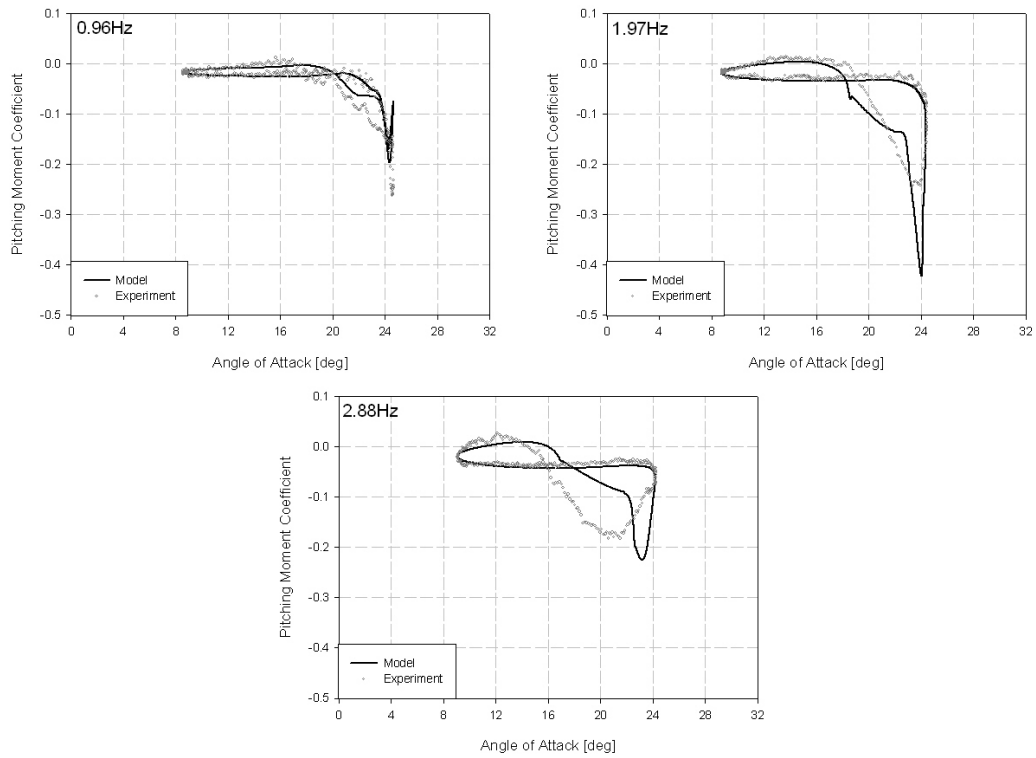 0.96Hz
Pitching Moment Coefficient
0.1
0.0
-0.1
-0.2
-0.3
-0.4
-0.5
Model
Experiment
0 4 8 12 16 20 24 28 32
Angle of Attack [deg]
1.97Hz
Pitching Moment Coefficient
0.1
0.0
-0.1
-0.2
-0.3
-0.4
-0.5
Model
Experiment
0 4 8 12 16 20 24 28 32
Angle of Attack [deg]
2.88Hz
Pitching Moment Coefficient
0.1
0.0
-0.1
-0.2
-0.3
-0.4
-0.5
Model
Experiment
0 4 8 12 16 20 24 28 32
Angle of Attack [deg]